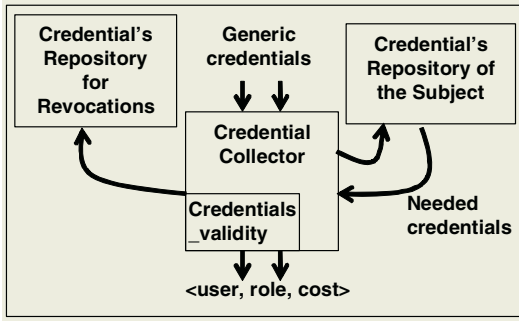 Credential's
Repository
for
Revocations
Generic
credentials
Credential's
Repository of
the Subject
Credential
Collector
Credentials
_validity
Needed
credentials
<user, role, cost>